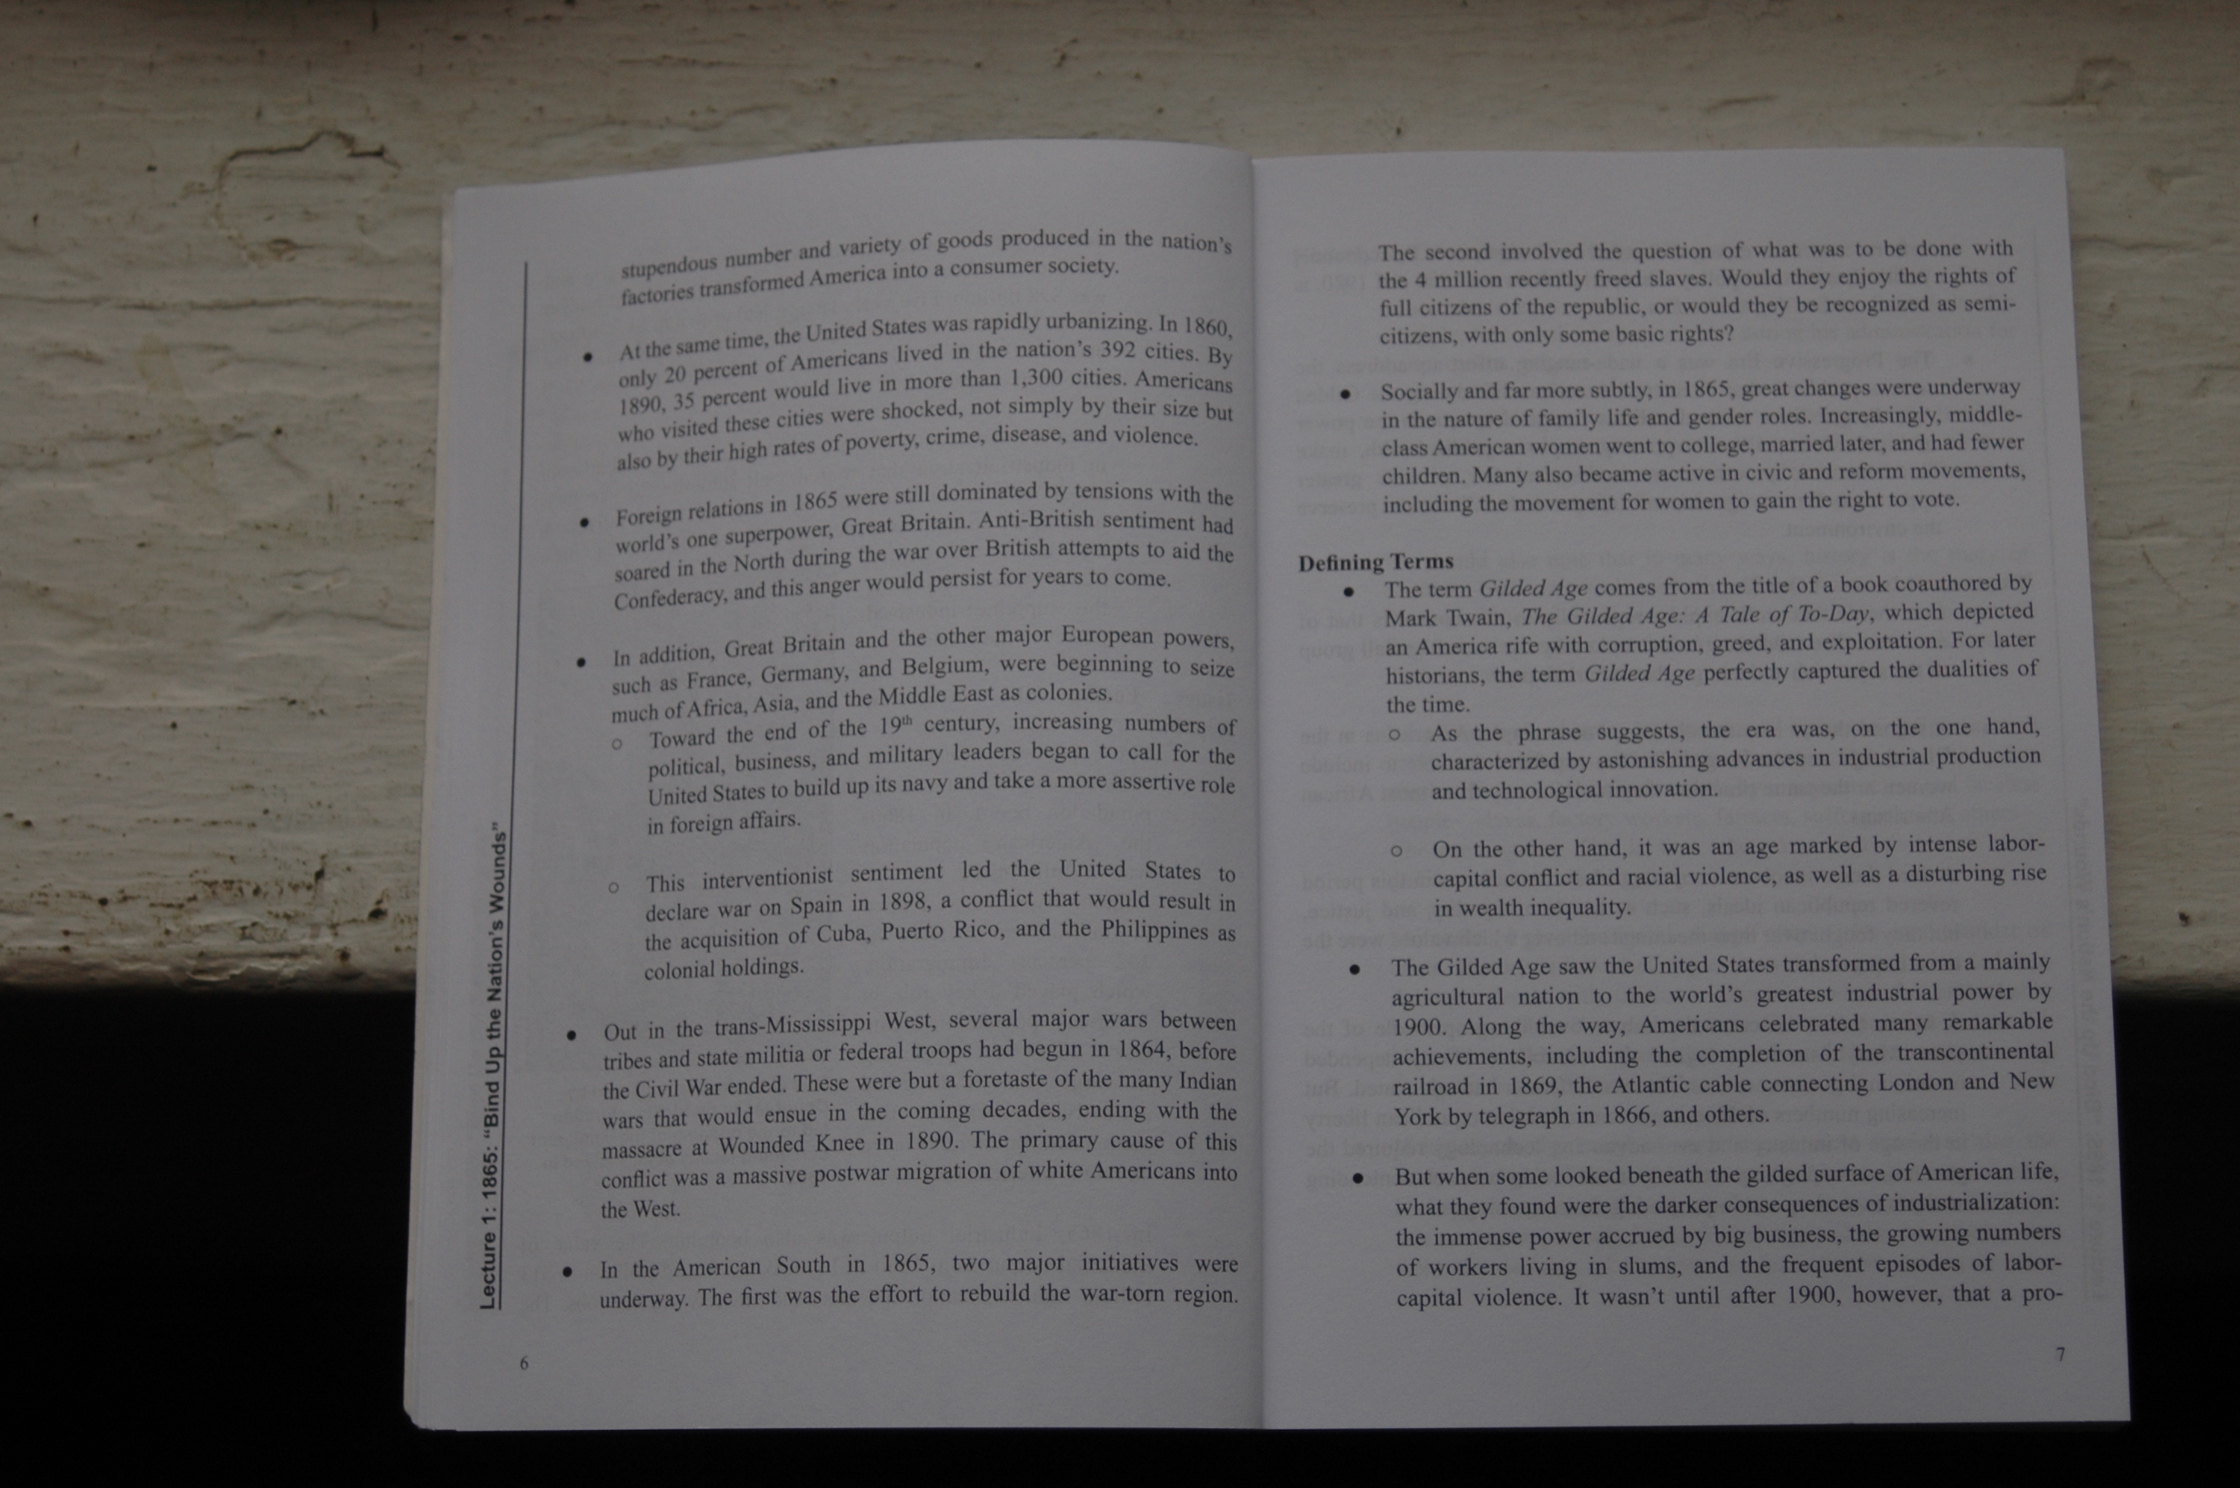 stupendous number and variety of goods produced in the nation's
factories transformed America into a consumer society.
• At the same time, the United States was rapidly urbanizing. In 1860,
only 20 percent of Americans lived in the nation's 392 cities. By
1890, 35 percent would live in more than 1,300 cities. Americans
who visited these cities were shocked, not simply by their size but
also by their high rates of poverty, crime, disease, and violence.
• Foreign relations in 1865 were still dominated by tensions with the
world's one superpower, Great Britain. Anti-British sentiment had
soared in the North during the war over British attempts to aid the
Confederacy, and this anger would persist for years to come.
• In addition, Great Britain and the other major European powers,
such as France, Germany, and Belgium, were beginning to seize
much of Africa, Asia, and the Middle East as colonies.
○ Toward the end of the 19th century, increasing numbers of
political, business, and military leaders began to call for the
United States to build up its navy and take a more assertive role
in foreign affairs.
○ This interventionist sentiment led the United States to
declare war on Spain in 1898, a conflict that would result in
the acquisition of Cuba, Puerto Rico, and the Philippines as
colonial holdings.
• Out in the trans-Mississippi West, several major wars between
tribes and state militia or federal troops had begun in 1864, before
the Civil War ended. These were but a foretaste of the many Indian
wars that would ensue in the coming decades, ending with the
massacre at Wounded Knee in 1890. The primary cause of this
conflict was a massive postwar migration of white Americans into
the West.
• In the American South in 1865, two major initiatives were
underway. The first was the effort to rebuild the war-torn region.
Lecture 1: 1865: "Bind Up the Nation's Wounds"
6
The second involved the question of what was to be done with
the 4 million recently freed slaves. Would they enjoy the rights of
full citizens of the republic, or would they be recognized as semi-
citizens, with only some basic rights?
• Socially and far more subtly, in 1865, great changes were underway
in the nature of family life and gender roles. Increasingly, middle-
class American women went to college, married later, and had fewer
children. Many also became active in civic and reform movements,
including the movement for women to gain the right to vote.
Defining Terms
• The term Gilded Age comes from the title of a book coauthored by
Mark Twain, The Gilded Age: A Tale of To-Day, which depicted
an America rife with corruption, greed, and exploitation. For later
historians, the term Gilded Age perfectly captured the dualities of
the time.
○ As the phrase suggests, the era was, on the one hand,
characterized by astonishing advances in industrial production
and technological innovation.
○ On the other hand, it was an age marked by intense labor-
capital conflict and racial violence, as well as a disturbing rise
in wealth inequality.
• The Gilded Age saw the United States transformed from a mainly
agricultural nation to the world's greatest industrial power by
1900. Along the way, Americans celebrated many remarkable
achievements, including the completion of the transcontinental
railroad in 1869, the Atlantic cable connecting London and New
York by telegraph in 1866, and others.
• But when some looked beneath the gilded surface of American life,
what they found were the darker consequences of industrialization:
the immense power accrued by big business, the growing numbers
of workers living in slums, and the frequent episodes of labor-
capital violence. It wasn't until after 1900, however, that a pro-
7